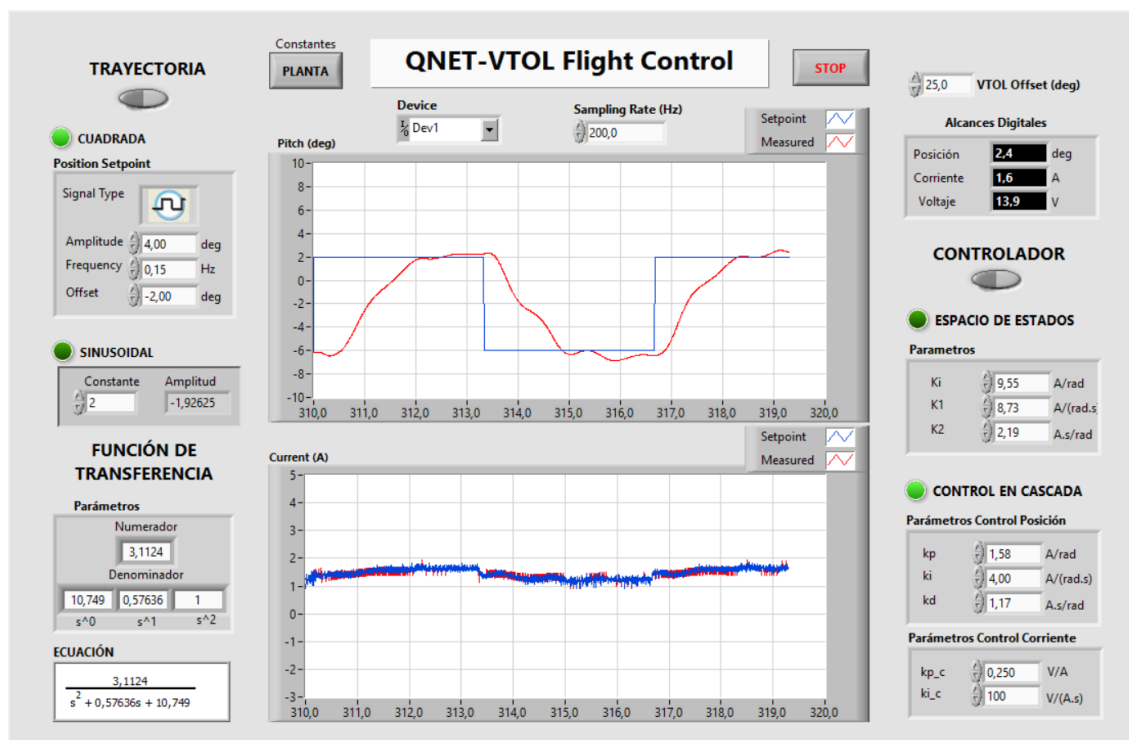 Constantes
PLANTA
QNET-VTOL Flight Control
STOP
TRAYECTORIA
CUADRADA
Position Setpoint
Signal Type
Amplitude 4,00 deg
Frequency 0,15 Hz
Offset -2,00 deg
SINUSOIDAL
Constante Amplitud
2 -1,92625
FUNCIÓN DE
TRANSFERENCIA
Parámetros
Numerador
3,1124
Denominador
10,749 0,57636 1
s^0 s^1 s^2
ECUACIÓN
3,1124
s^2 + 0,57636s + 10,749
Device
I/O Dev1
Sampling Rate (Hz)
200,0
Setpoint
Measured
Pitch (deg)
10
8
6
4
2
0
-2
-4
-6
-8
-10
310,0 311,0 312,0 313,0 314,0 315,0 316,0 317,0 318,0 319,0 320,0
Setpoint
Measured
Current (A)
5
4
3
2
1
0
-1
-2
-3
310,0 311,0 312,0 313,0 314,0 315,0 316,0 317,0 318,0 319,0 320,0
25,0 VTOL Offset (deg)
Alcances Digitales
Posición 2,4 deg
Corriente 1,6 A
Voltaje 13,9 V
CONTROLADOR
ESPACIO DE ESTADOS
Parametros
Ki 9,55 A/rad
K1 8,73 A/(rad.s
K2 2,19 A.s/rad
CONTROL EN CASCADA
Parámetros Control Posición
kp 1,58 A/rad
ki 4,00 A/(rad.s)
kd 1,17 A.s/rad
Parámetros Control Corriente
kp_c 0,250 V/A
ki_c 100 V/(A.s)